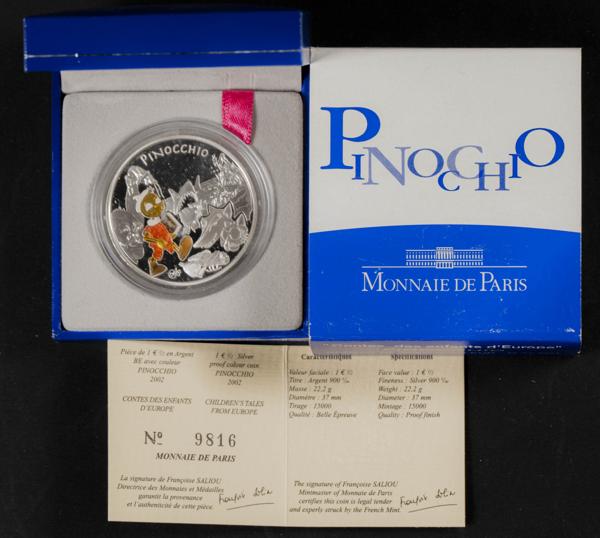 PINOCCHIO
PINOCCHIO
MONNAIE DE PARIS
d'Europe"
Pièce de 1 € ½ en Argent
BE avec couleur
PINOCCHIO
2002
CONTES DES ENFANTS
D'EUROPE
1 € ½ Silver
proof colour coin
PINOCCHIO
2002
CHILDREN'S TALES
FROM EUROPE
No 9816
MONNAIE DE PARIS
La signature de Françoise SALIOU
Directrice des Monnaies et Médailles
garantit la provenance
et l'authenticité de cette pièce.
Caractéristiques
Valeur faciale : 1 € ½
Titre : Argent 900 ‰
Masse : 22,2 g
Diamètre : 37 mm
Tirage : 15000
Qualité : Belle Épreuve
specifications
Face value : 1 € ½
Fineness : Silver 900 ‰
Weight : 22,2 g
Diameter : 37 mm
Mintage : 15000
Quality : Proof finish
The signature of Françoise SALIOU
Mintmaster of Monnaie de Paris
certifies this coin is legal tender
and experly struck by the French Mint.